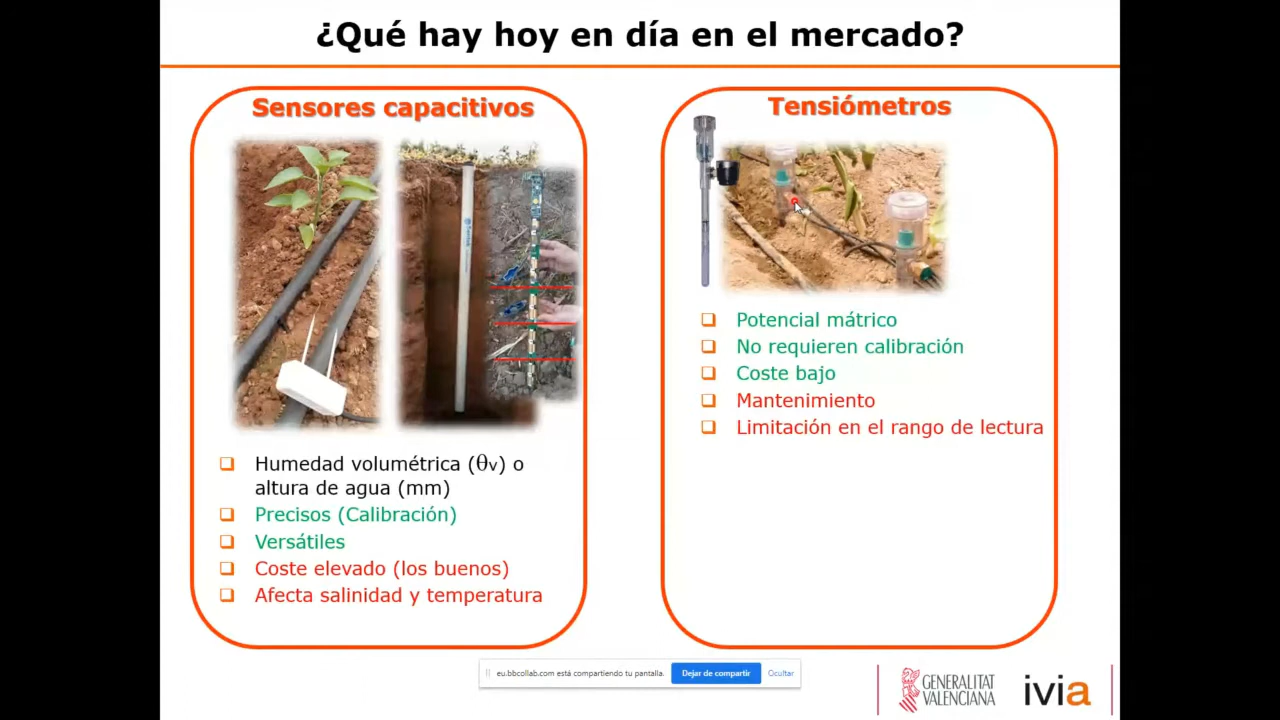 ¿Qué hay hoy en día en el mercado?
Sensores capacitivos
Humedad volumétrica (θv) o
altura de agua (mm)
Precisos (Calibración)
Versátiles
Coste elevado (los buenos)
Afecta salinidad y temperatura
Tensiómetros
Potencial mátrico
No requieren calibración
Coste bajo
Mantenimiento
Limitación en el rango de lectura
eu.bbcollab.com está compartiendo tu pantalla.
Dejar de compartir
Ocultar
GENERALITAT
VALENCIANA
ivia